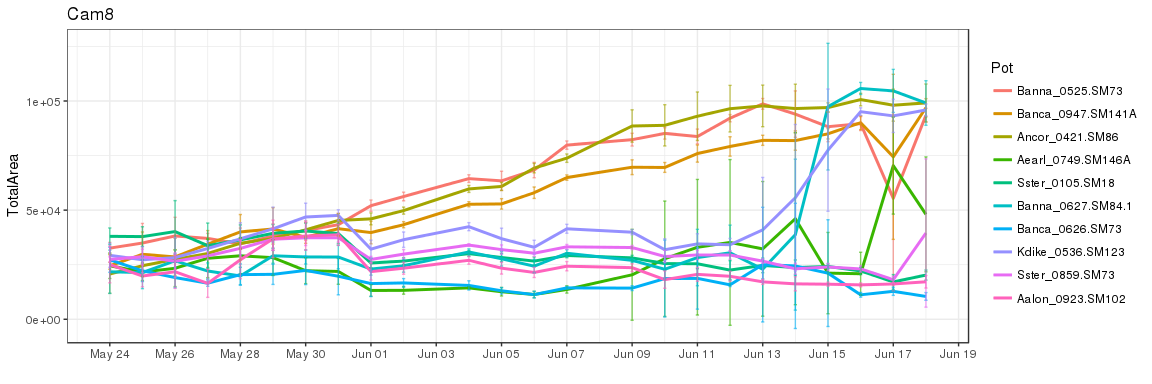 Cam8
TotalArea
1e+05
5e+04
0e+00
May 24 May 26 May 28 May 30 Jun 01 Jun 03 Jun 05 Jun 07 Jun 09 Jun 11 Jun 13 Jun 15 Jun 17 Jun 19
Pot
Banna_0525.SM73
Banca_0947.SM141A
Ancor_0421.SM86
Aearl_0749.SM146A
Sster_0105.SM18
Banna_0627.SM84.1
Banca_0626.SM73
Kdike_0536.SM123
Sster_0859.SM73
Aalon_0923.SM102